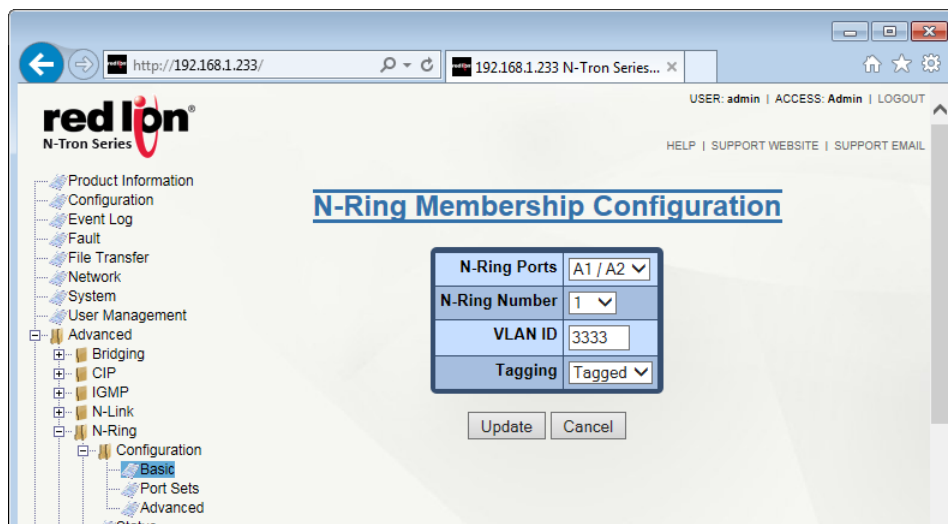 http://192.168.1.233/
192.168.1.233 N-Tron Series...
USER: admin | ACCESS: Admin | LOGOUT
red lion®
N-Tron Series
HELP | SUPPORT WEBSITE | SUPPORT EMAIL
Product Information
Configuration
Event Log
Fault
File Transfer
Network
System
User Management
Advanced
Bridging
CIP
IGMP
N-Link
N-Ring
Configuration
Basic
Port Sets
Advanced
Status
N-Ring Membership Configuration
N-Ring Ports A1 / A2
N-Ring Number 1
VLAN ID 3333
Tagging Tagged
Update Cancel